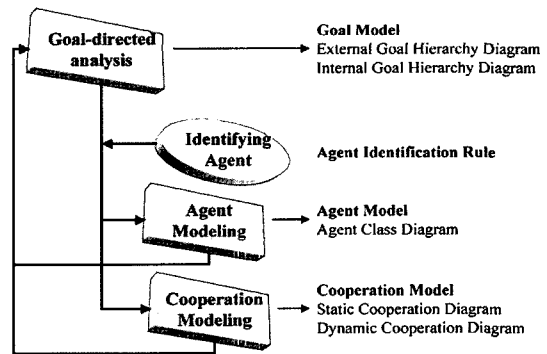 Goal-directed
analysis
Goal Model
External Goal Hierarchy Diagram
Internal Goal Hierarchy Diagram
Identifying
Agent
Agent Identification Rule
Agent
Modeling
Agent Model
Agent Class Diagram
Cooperation
Modeling
Cooperation Model
Static Cooperation Diagram
Dynamic Cooperation Diagram